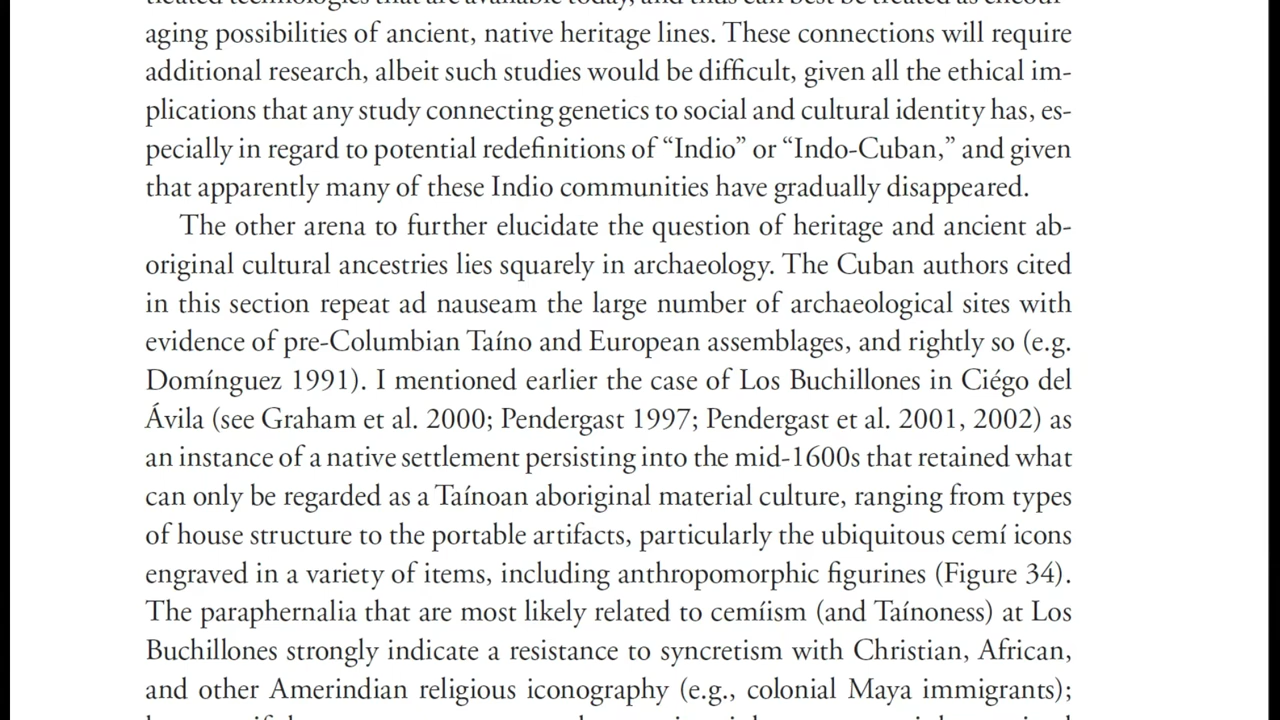 aging possibilities of ancient, native heritage lines. These connections will require
additional research, albeit such studies would be difficult, given all the ethical im-
plications that any study connecting genetics to social and cultural identity has, es-
pecially in regard to potential redefinitions of “Indio” or “Indo-Cuban,” and given
that apparently many of these Indio communities have gradually disappeared.
The other arena to further elucidate the question of heritage and ancient ab-
original cultural ancestries lies squarely in archaeology. The Cuban authors cited
in this section repeat ad nauseam the large number of archaeological sites with
evidence of pre-Columbian Taíno and European assemblages, and rightly so (e.g.
Domínguez 1991). I mentioned earlier the case of Los Buchillones in Ciégo del
Ávila (see Graham et al. 2000; Pendergast 1997; Pendergast et al. 2001, 2002) as
an instance of a native settlement persisting into the mid-1600s that retained what
can only be regarded as a Taínoan aboriginal material culture, ranging from types
of house structure to the portable artifacts, particularly the ubiquitous cemí icons
engraved in a variety of items, including anthropomorphic figurines (Figure 34).
The paraphernalia that are most likely related to cemíism (and Taínoness) at Los
Buchillones strongly indicate a resistance to syncretism with Christian, African,
and other Amerindian religious iconography (e.g., colonial Maya immigrants);